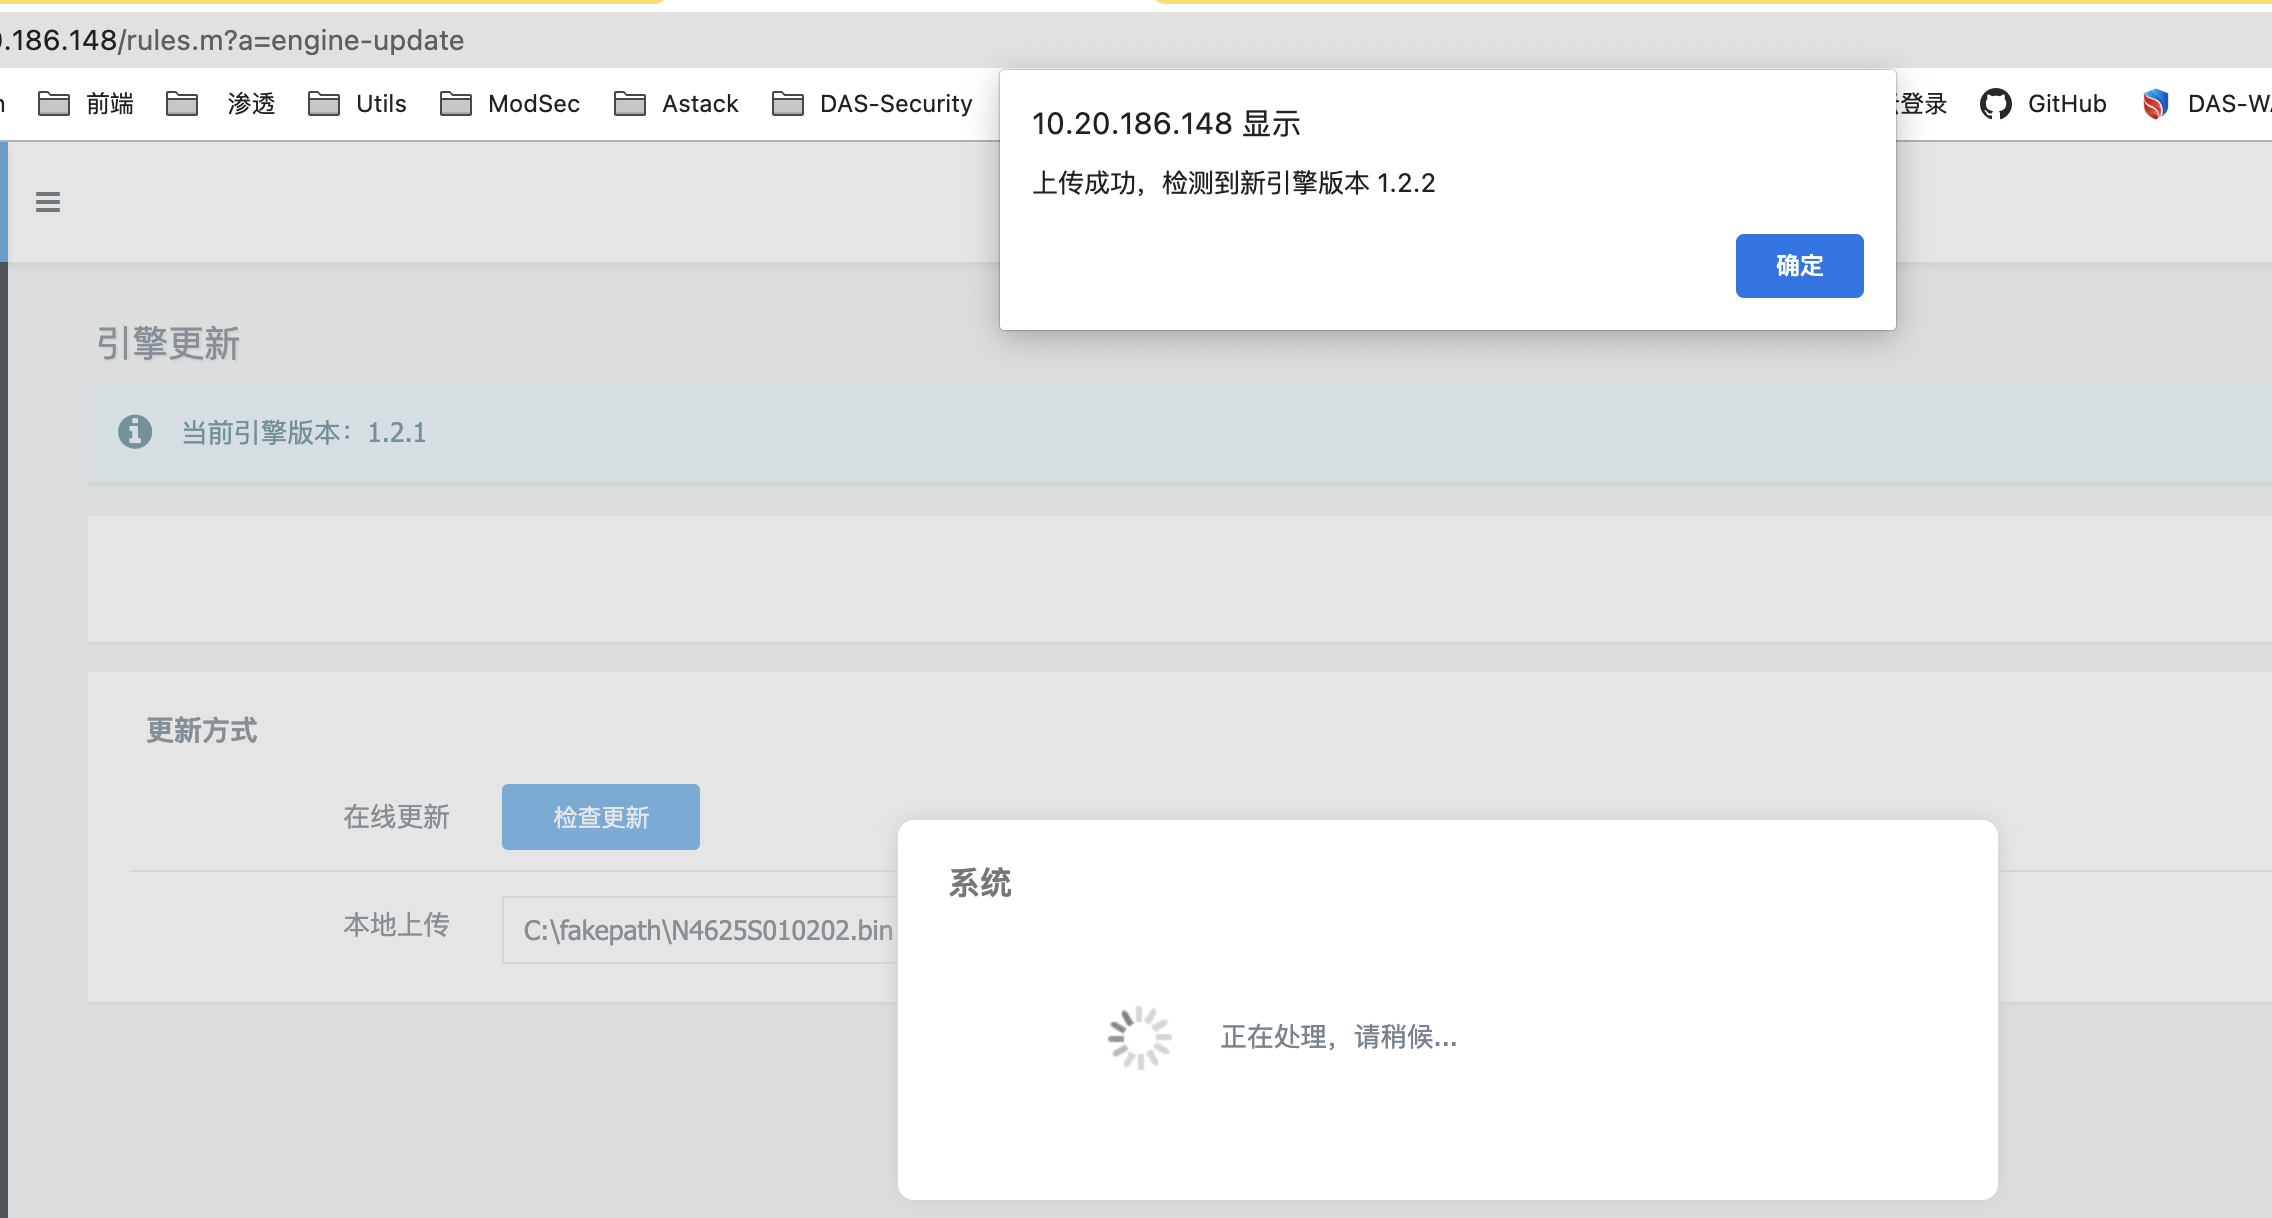 .186.148/rules.m?a=engine-update
前端
渗透
Utils
ModSec
Astack
DAS-Security
登录
GitHub
10.20.186.148 显示
上传成功，检测到新引擎版本 1.2.2
确定
引擎更新
当前引擎版本：1.2.1
更新方式
在线更新
检查更新
本地上传
C:\fakepath\N4625S010202.bin
系统
正在处理，请稍候...